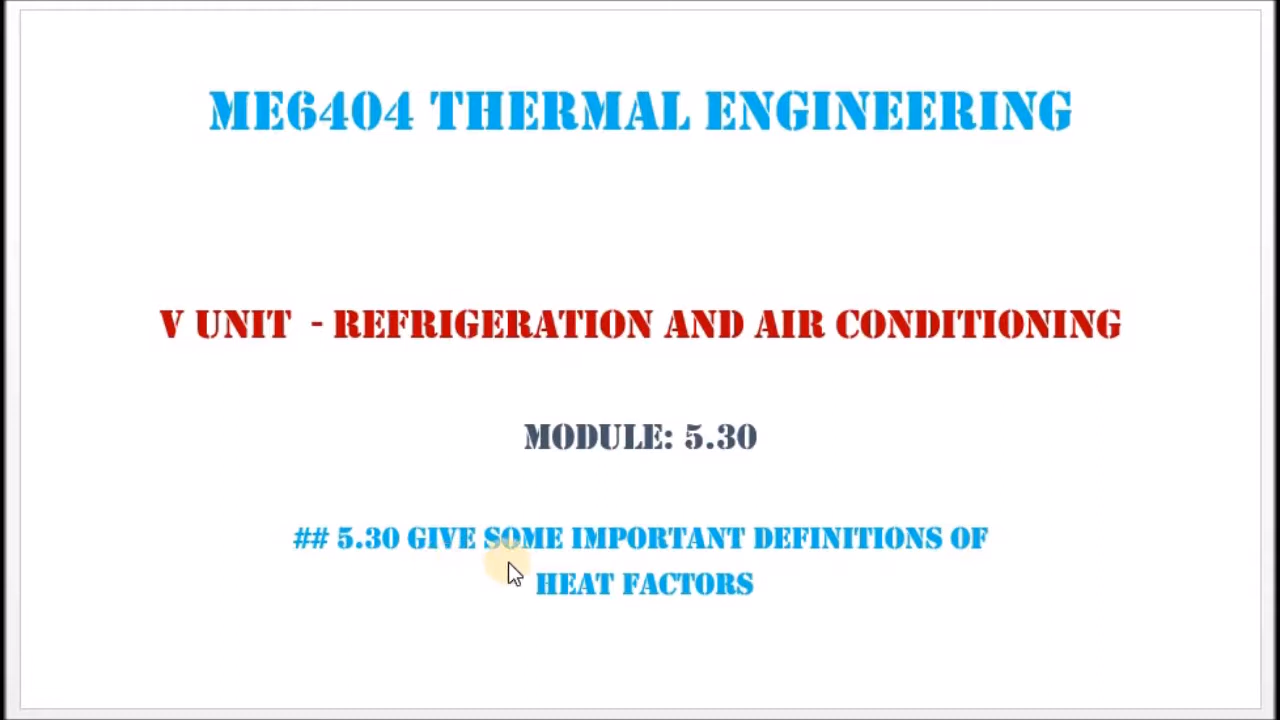 ME6404 THERMAL ENGINEERING
V UNIT - REFRIGERATION AND AIR CONDITIONING
MODULE: 5.30
## 5.30 GIVE SOME IMPORTANT DEFINITIONS OF
HEAT FACTORS